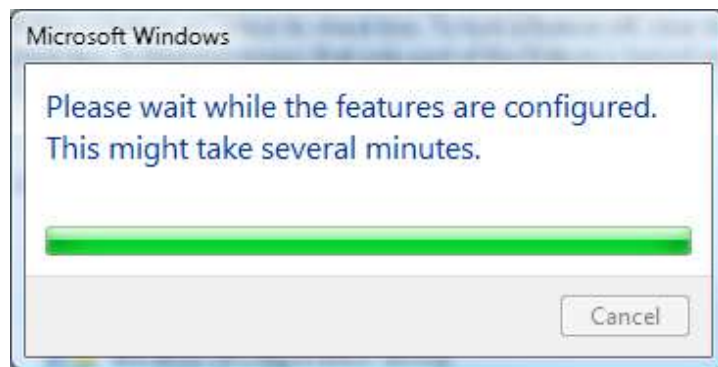 Microsoft Windows
Please wait while the features are configured.
This might take several minutes.
Cancel